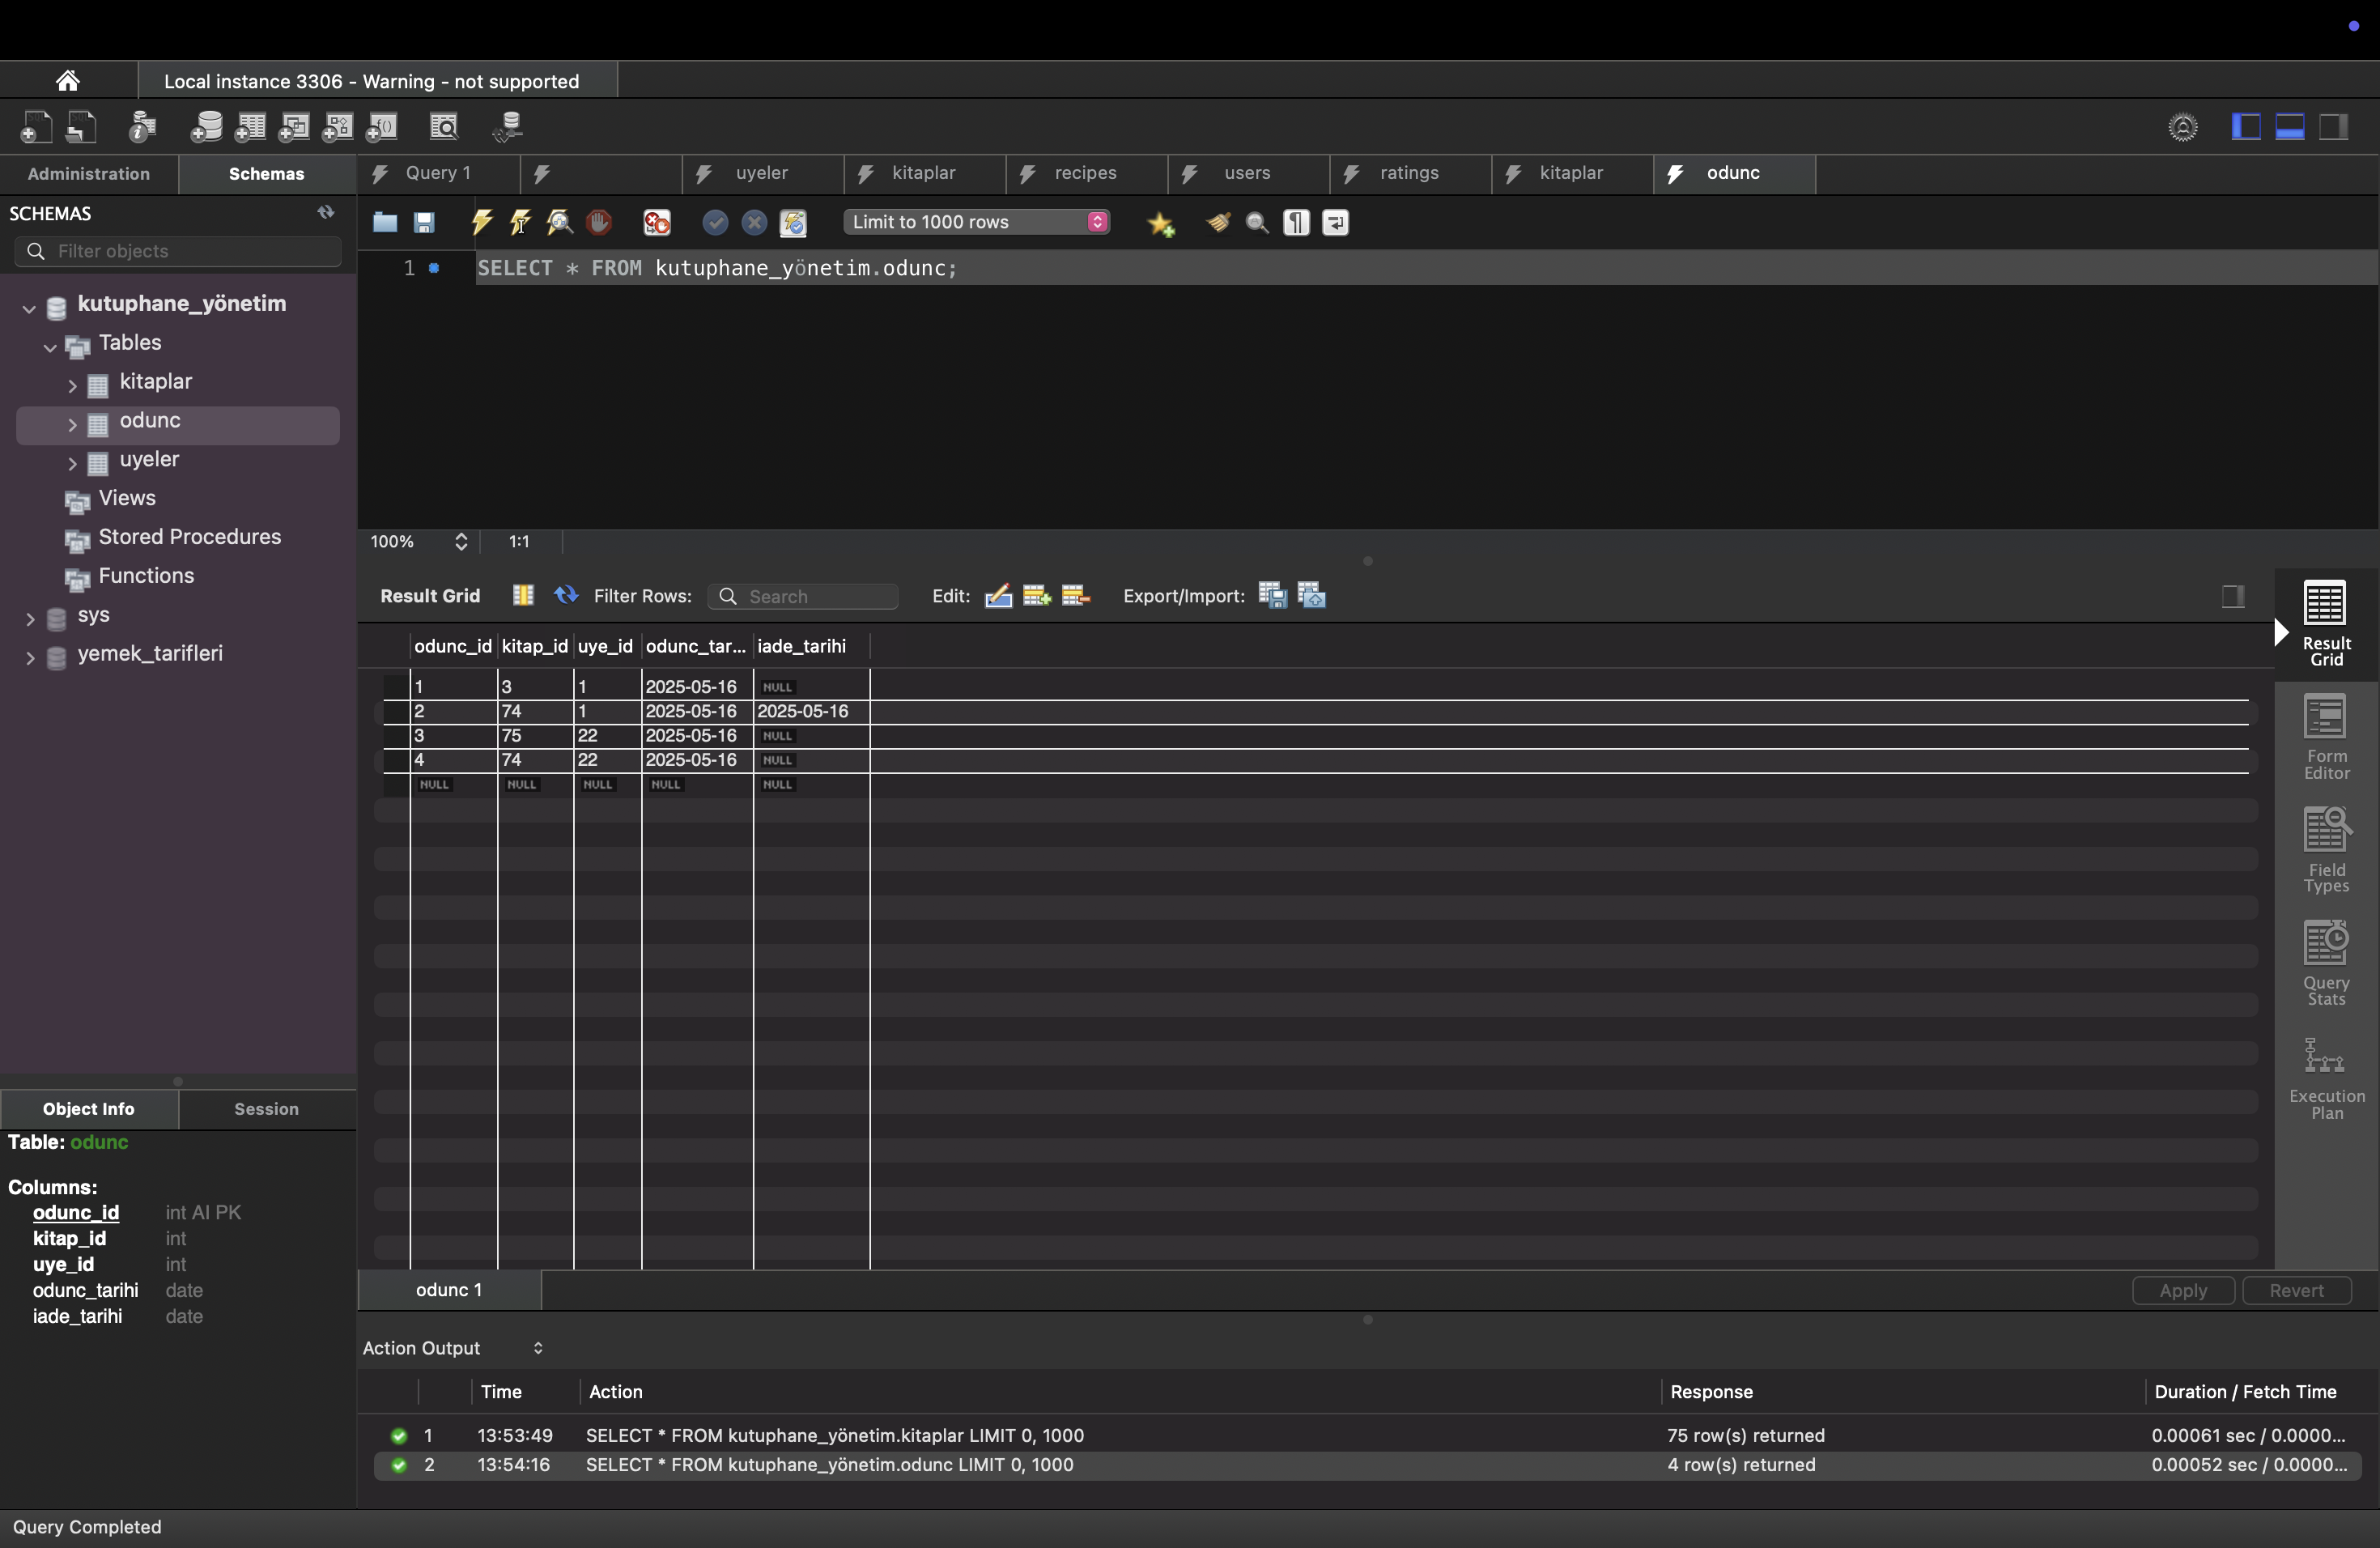 Local instance 3306 - Warning - not supported
Administration Schemas Query 1 uyeler kitaplar recipes users ratings kitaplar odunc
SCHEMAS
Filter objects
Limit to 1000 rows
1 SELECT * FROM kutuphane_yönetim.odunc;
kutuphane_yönetim
Tables
kitaplar
odunc
uyeler
Views
Stored Procedures
Functions
sys
yemek_tarifleri
100% 1:1
Result Grid Filter Rows: Search Edit: Export/Import:
odunc_id kitap_id uye_id odunc_tar... iade_tarihi
1 3 1 2025-05-16 NULL
2 74 1 2025-05-16 2025-05-16
3 75 22 2025-05-16 NULL
4 74 22 2025-05-16 NULL
NULL NULL NULL NULL NULL
Result
Grid
Form
Editor
Field
Types
Query
Stats
Execution
Plan
Object Info Session
Table: odunc
Columns:
odunc_id int AI PK
kitap_id int
uye_id int
odunc_tarihi date
iade_tarihi date
odunc 1 Apply Revert
Action Output
Time Action Response Duration / Fetch Time
1 13:53:49 SELECT * FROM kutuphane_yönetim.kitaplar LIMIT 0, 1000 75 row(s) returned 0.00061 sec / 0.0000...
2 13:54:16 SELECT * FROM kutuphane_yönetim.odunc LIMIT 0, 1000 4 row(s) returned 0.00052 sec / 0.0000...
Query Completed